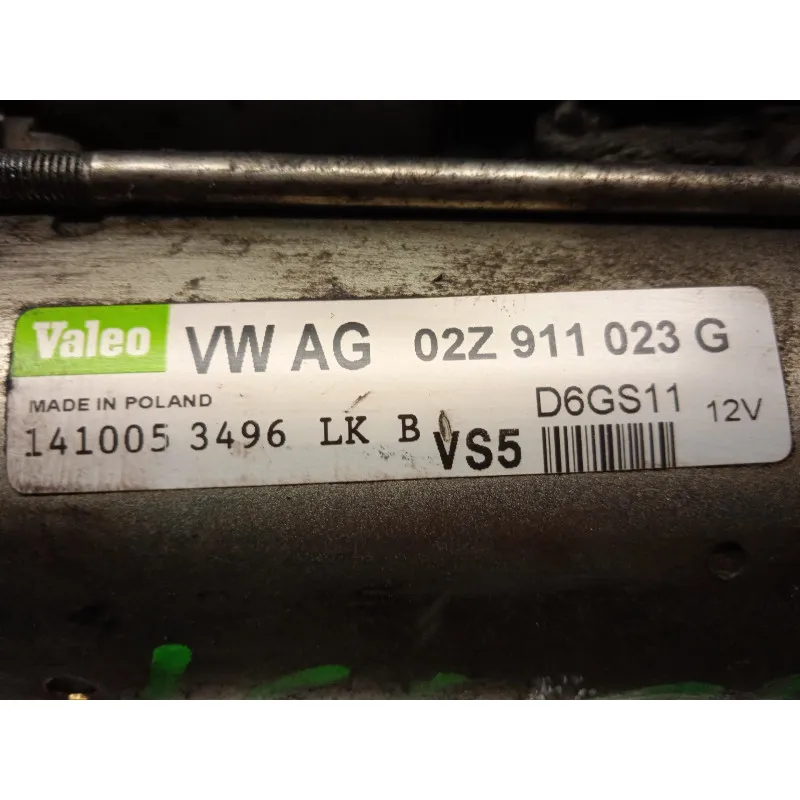 Valeo VW AG 02Z 911 023 G
MADE IN POLAND D6GS11 12V
141005 3496 LK B VS5